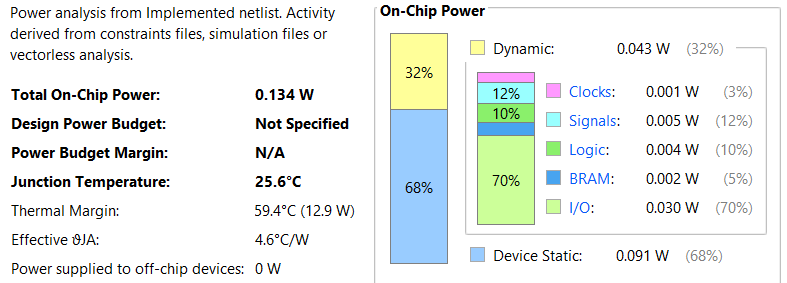 Power analysis from Implemented netlist. Activity
derived from constraints files, simulation files or
vectorless analysis.
Total On-Chip Power: 0.134 W
Design Power Budget: Not Specified
Power Budget Margin: N/A
Junction Temperature: 25.6°C
Thermal Margin: 59.4°C (12.9 W)
Effective ϑJA: 4.6°C/W
Power supplied to off-chip devices: 0 W
On-Chip Power
32%
68%
Dynamic: 0.043 W (32%)
12%
10%
70%
Clocks: 0.001 W (3%)
Signals: 0.005 W (12%)
Logic: 0.004 W (10%)
BRAM: 0.002 W (5%)
I/O: 0.030 W (70%)
Device Static: 0.091 W (68%)